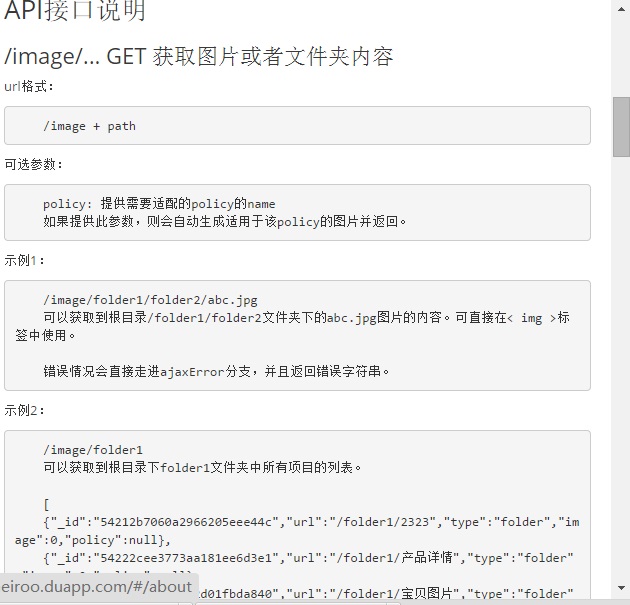 API接口说明
/image/... GET 获取图片或者文件夹内容
url格式：
/image + path
可选参数：
policy: 提供需要适配的policy的name
如果提供此参数，则会自动生成适用于该policy的图片并返回。
示例1：
/image/folder1/folder2/abc.jpg
可以获取到根目录/folder1/folder2文件夹下的abc.jpg图片的内容。可直接在< img >标
签中使用。
错误情况会直接走进ajaxError分支，并且返回错误字符串。
示例2：
/image/folder1
可以获取到根目录下folder1文件夹中所有项目的列表。
[
{"_id":"54212b7060a2966205eee44c","url":"/folder1/2323","type":"folder","im
age":0,"policy":null},
{"_id":"54222cee3773aa181ee6d3e1","url":"/folder1/产品详情","type":"folder"
eiroo.duapp.com/#/about
d01fbda840","url":"/folder1/宝贝图片","type":"folder"